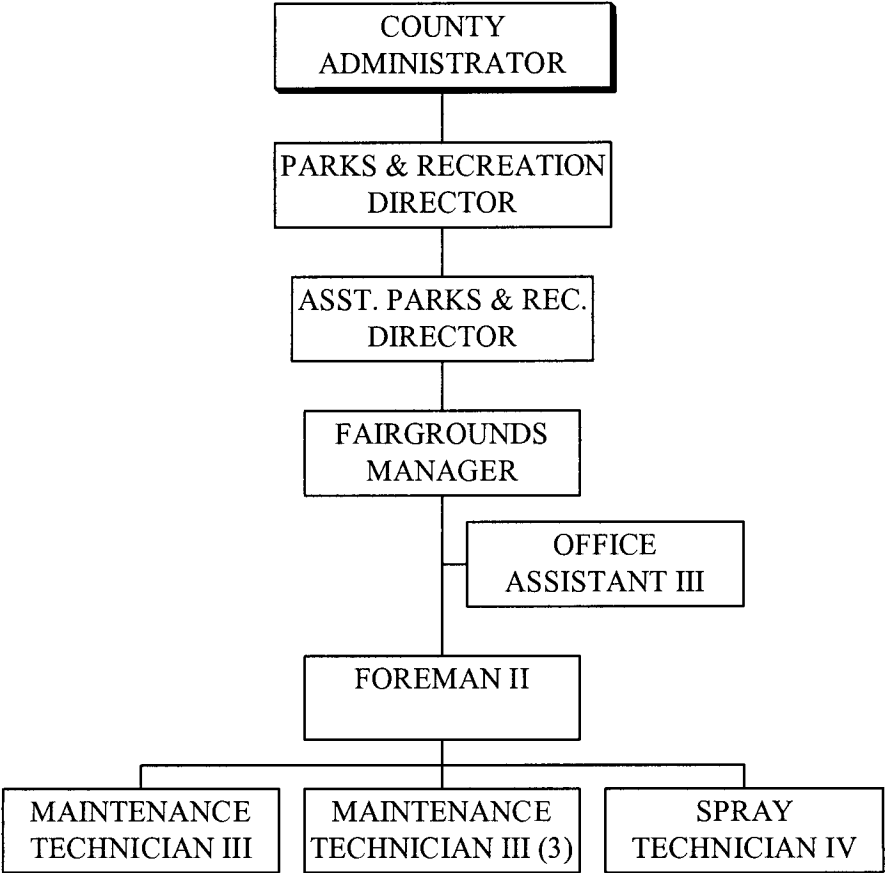 COUNTY
ADMINISTRATOR
PARKS & RECREATION
DIRECTOR
ASST. PARKS & REC.
DIRECTOR
FAIRGROUNDS
MANAGER
OFFICE
ASSISTANT III
FOREMAN II
MAINTENANCE
TECHNICIAN III
MAINTENANCE
TECHNICIAN III (3)
SPRAY
TECHNICIAN IV